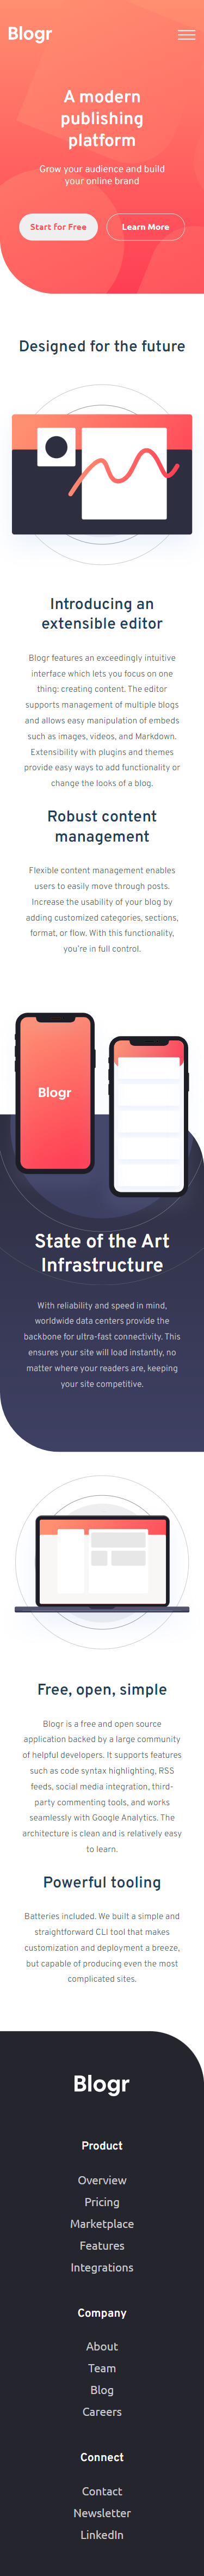 Blogr
A modern
publishing
platform
Grow your audience and build
your online brand
Start for Free
Learn More
Designed for the future
Introducing an
extensible editor
Blogr features an exceedingly intuitive
interface which lets you focus on one
thing: creating content. The editor
supports management of multiple blogs
and allows easy manipulation of embeds
such as images, videos, and Markdown.
Extensibility with plugins and themes
provide easy ways to add functionality or
change the looks of a blog.
Robust content
management
Flexible content management enables
users to easily move through posts.
Increase the usability of your blog by
adding customized categories, sections,
format, or flow. With this functionality,
you're in full control.
Blogr
State of the Art
Infrastructure
With reliability and speed in mind,
worldwide data centers provide the
backbone for ultra-fast connectivity. This
ensures your site will load instantly, no
matter where your readers are, keeping
your site competitive.
Free, open, simple
Blogr is a free and open source
application backed by a large community
of helpful developers. It supports features
such as code syntax highlighting, RSS
feeds, social media integration, third-
party commenting tools, and works
seamlessly with Google Analytics. The
architecture is clean and is relatively easy
to learn.
Powerful tooling
Batteries included. We built a simple and
straightforward CLI tool that makes
customization and deployment a breeze,
but capable of producing even the most
complicated sites.
Blogr
Product
Overview
Pricing
Marketplace
Features
Integrations
Company
About
Team
Blog
Careers
Connect
Contact
Newsletter
LinkedIn